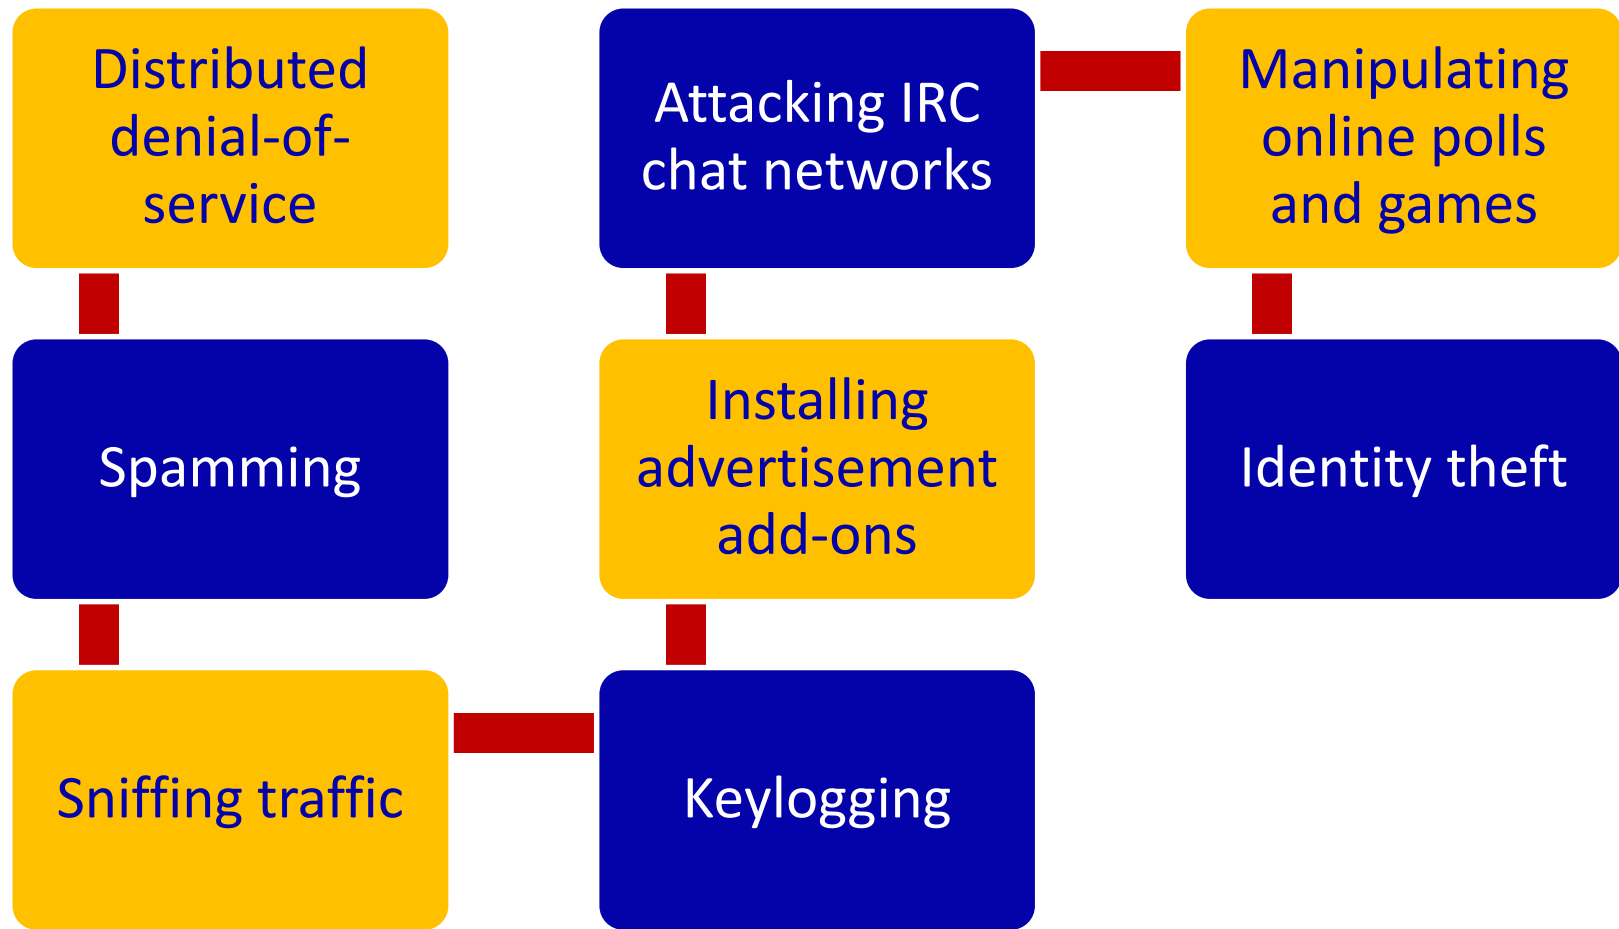 Distributed
denial-of-
service
Spamming
Sniffing traffic
Keylogging
Installing
advertisement
add-ons
Attacking IRC
chat networks
Manipulating
online polls
and games
Identity theft